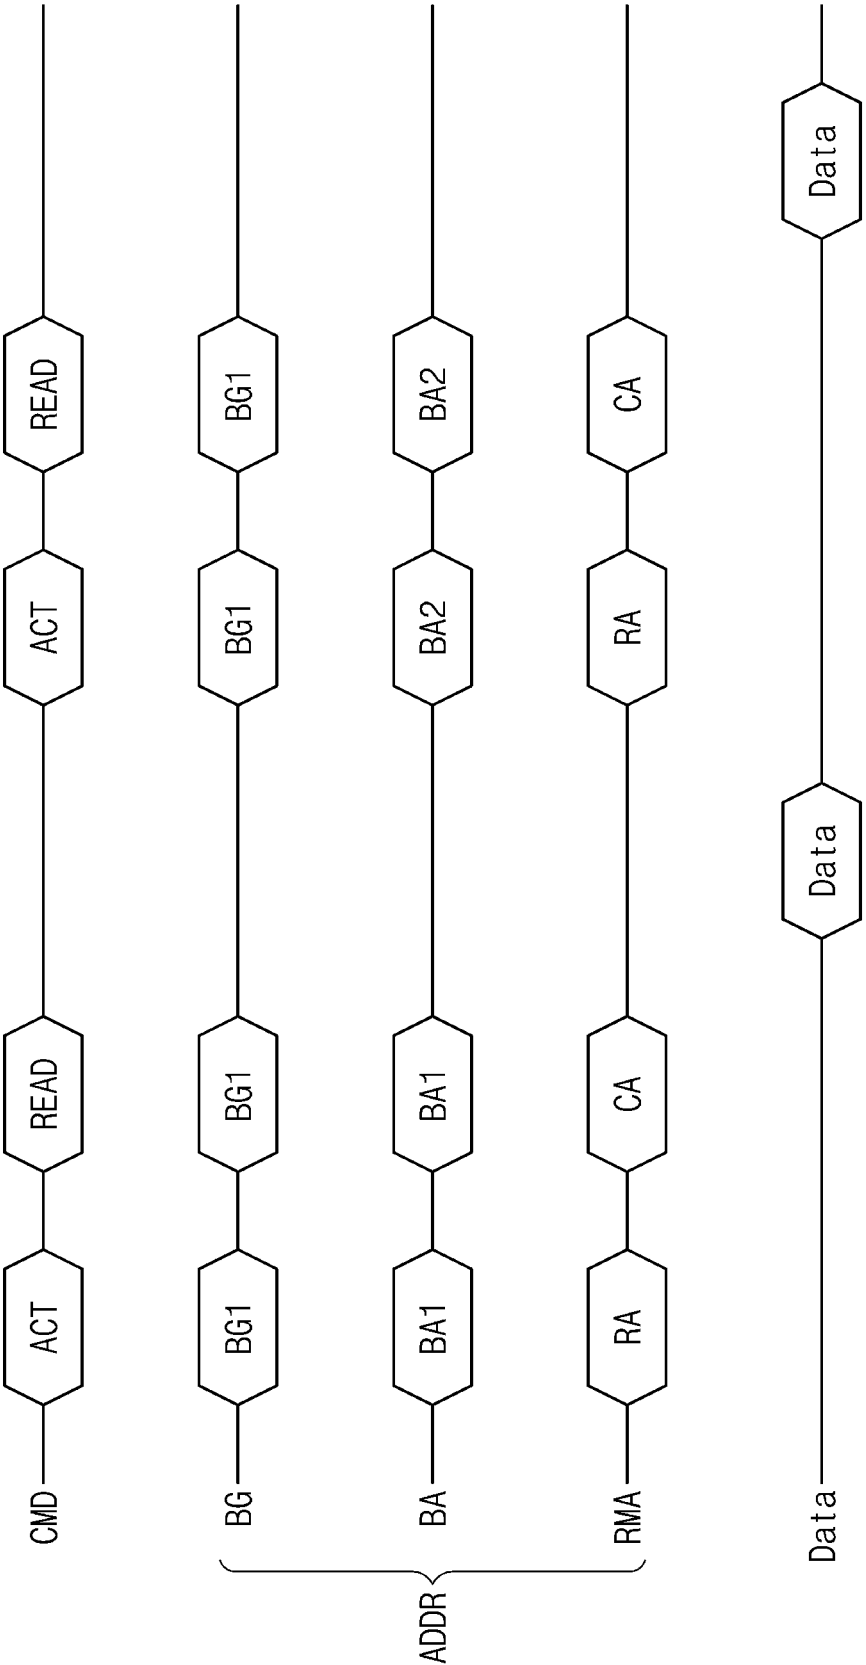 CMD
ACT
READ
ACT
READ
ADDR
BG
BG1
BG1
BG1
BG1
BA
BA1
BA1
BA2
BA2
RMA
RA
CA
RA
CA
Data
Data
Data